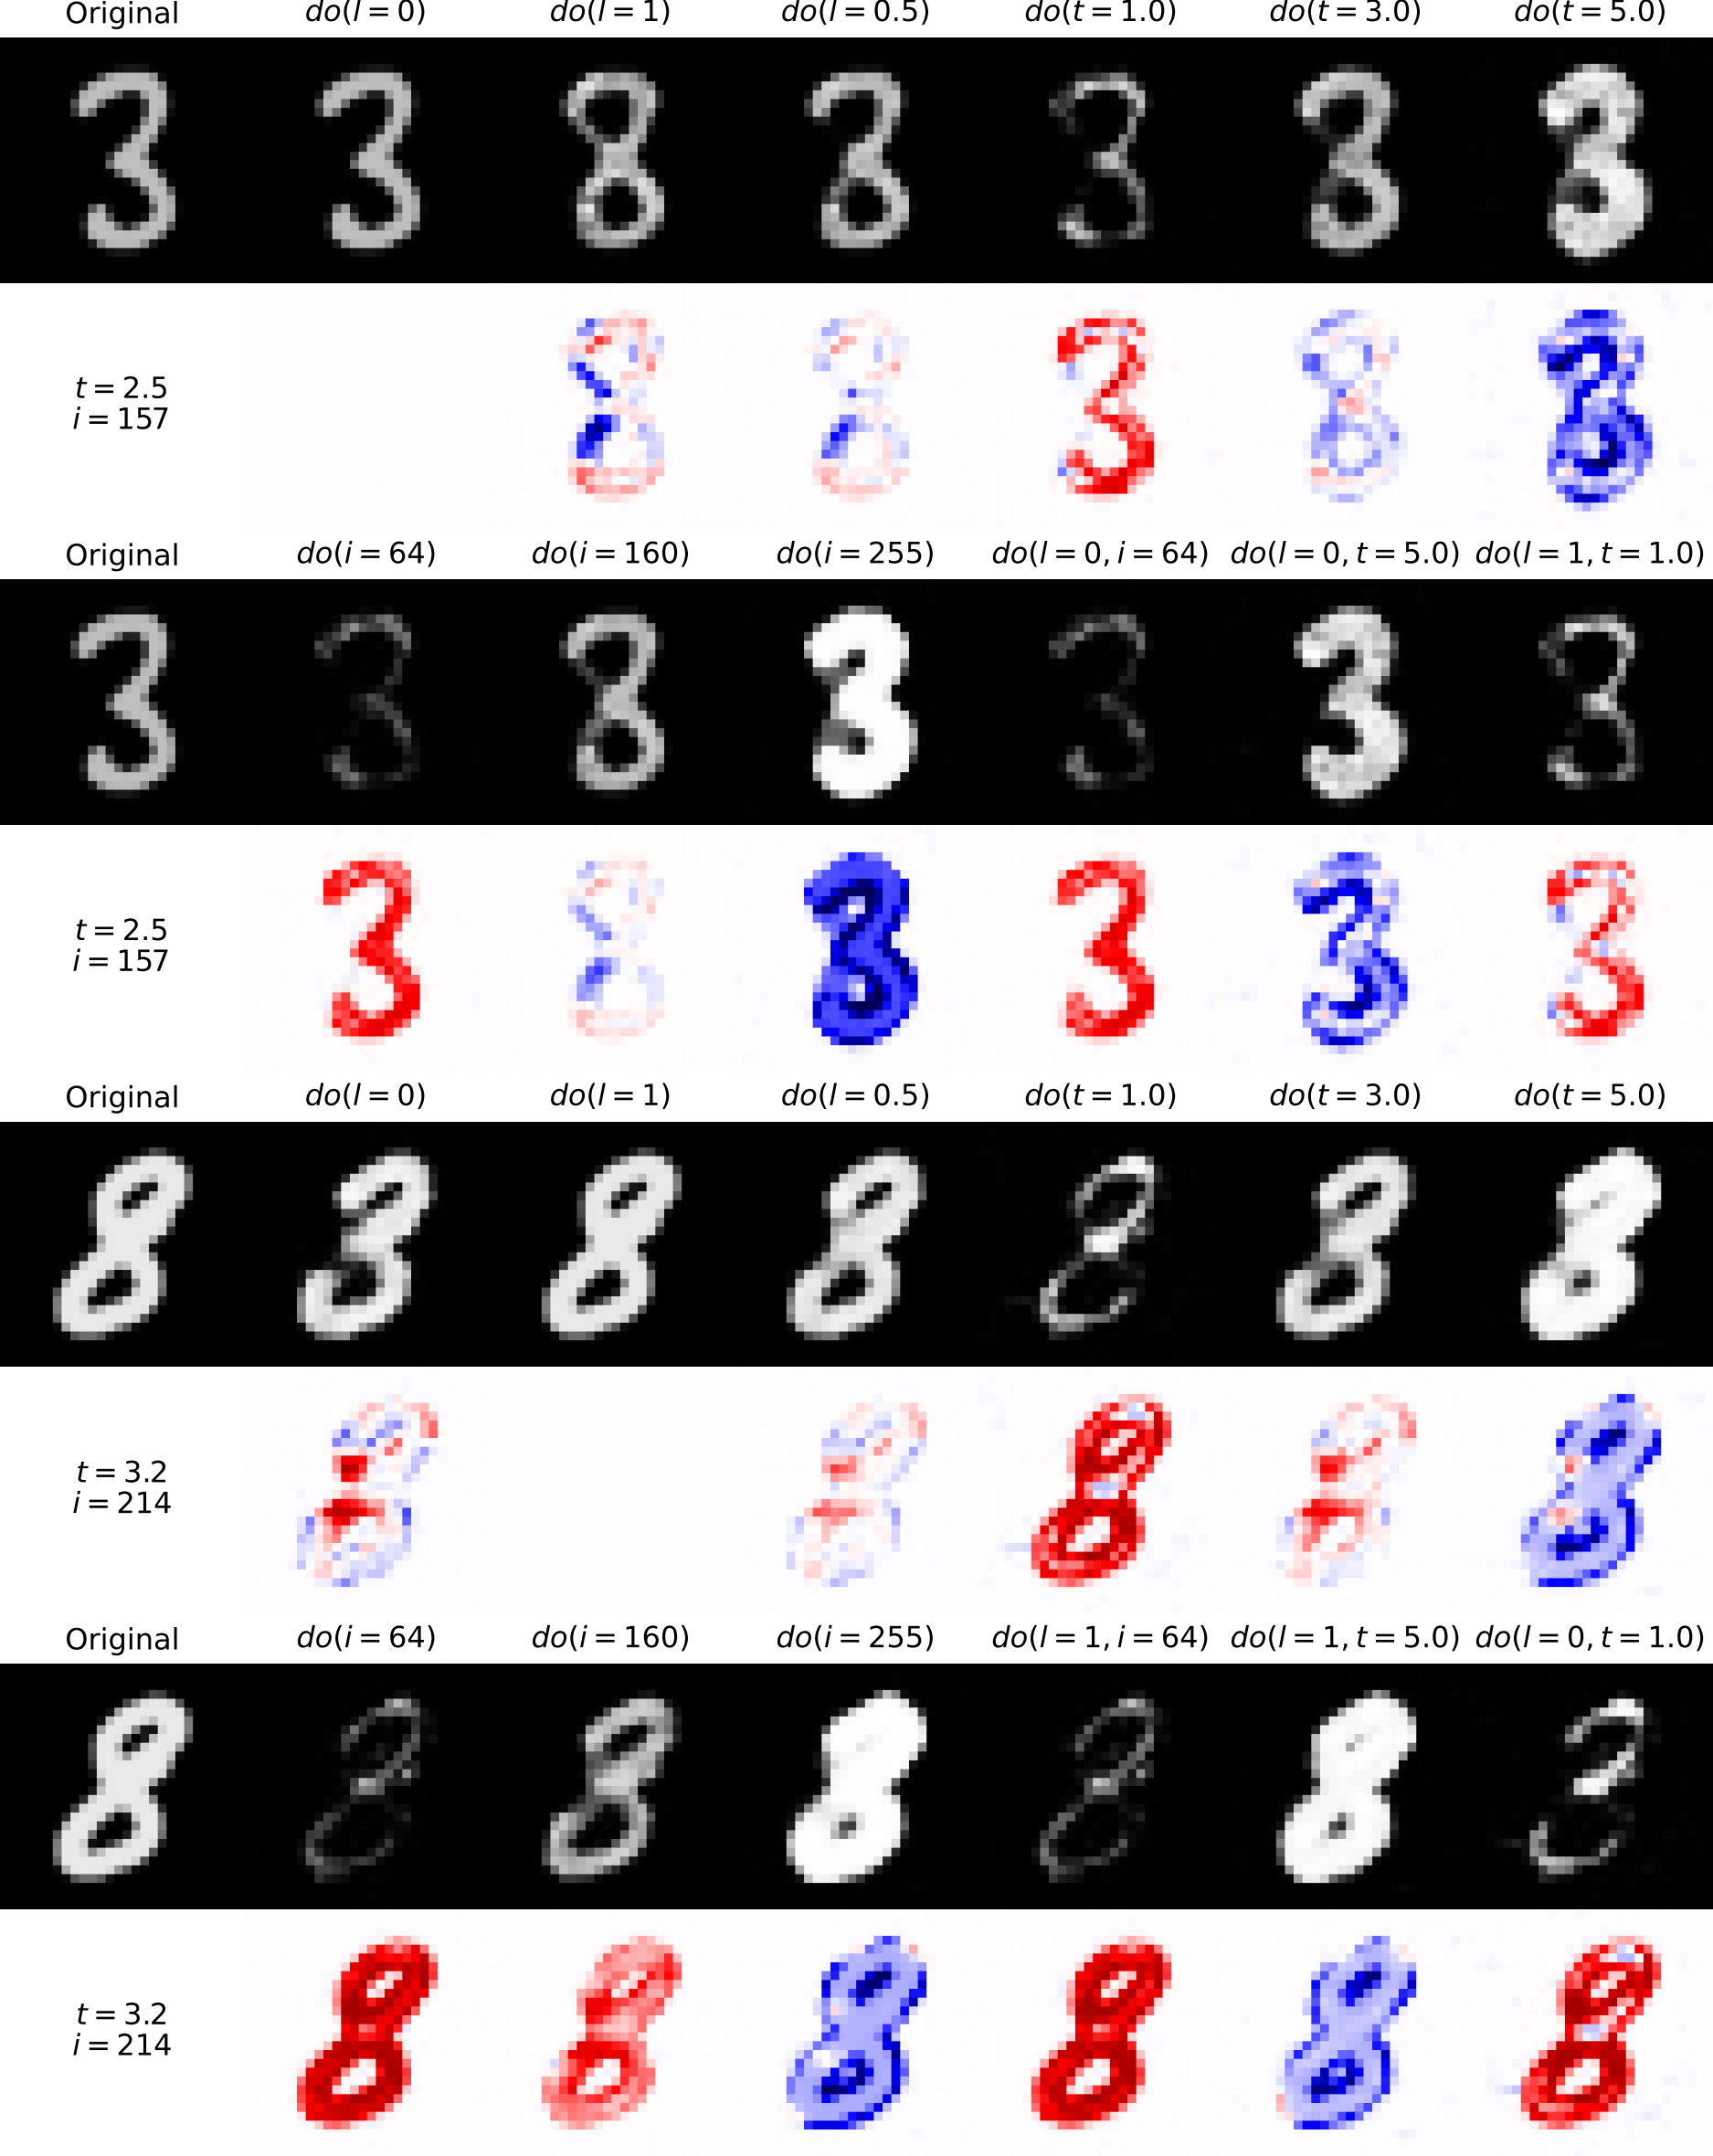 Original do(l = 0) do(l = 1) do(l = 0.5) do(t = 1.0) do(t = 3.0) do(t = 5.0)
t = 2.5
i = 157
Original do(i = 64) do(i = 160) do(i = 255) do(l = 0, i = 64) do(l = 0, t = 5.0) do(l = 1, t = 1.0)
t = 2.5
i = 157
Original do(l = 0) do(l = 1) do(l = 0.5) do(t = 1.0) do(t = 3.0) do(t = 5.0)
t = 3.2
i = 214
Original do(i = 64) do(i = 160) do(i = 255) do(l = 1, i = 64) do(l = 1, t = 5.0) do(l = 0, t = 1.0)
t = 3.2
i = 214